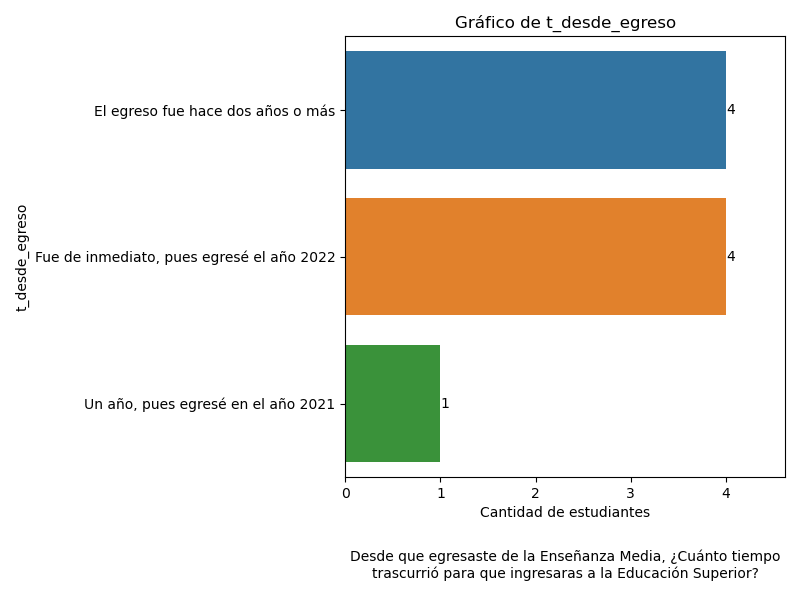 Gráfico de t_desde_egreso
t_desde_egreso
El egreso fue hace dos años o más
4
Fue de inmediato, pues egresé el año 2022
4
Un año, pues egresé en el año 2021
1
0 1 2 3 4
Cantidad de estudiantes
Desde que egresaste de la Enseñanza Media, ¿Cuánto tiempo
trascurrió para que ingresaras a la Educación Superior?